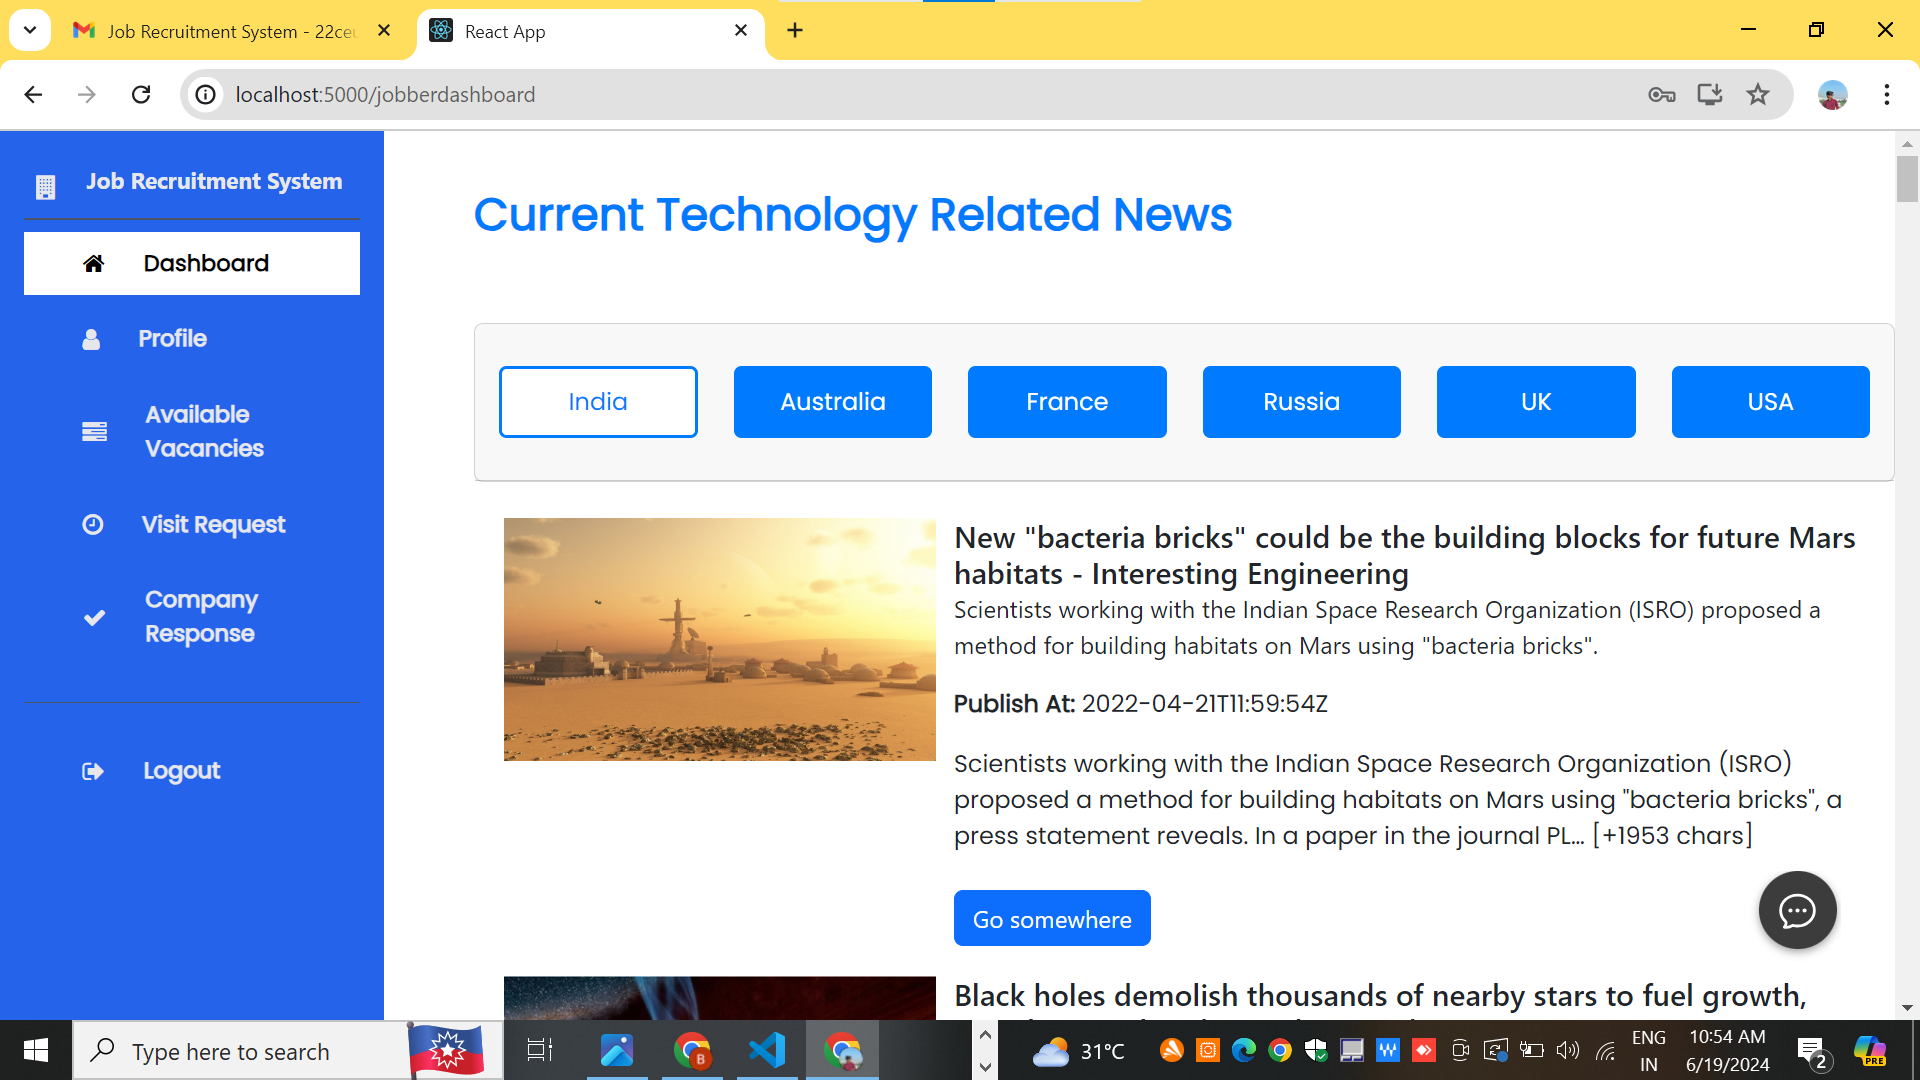 Job Recruitment System - 22ceu
React App
localhost:5000/jobberdashboard
Job Recruitment System
Dashboard
Profile
Available
Vacancies
Visit Request
Company
Response
Logout
Current Technology Related News
India
Australia
France
Russia
UK
USA
New "bacteria bricks" could be the building blocks for future Mars
habitats - Interesting Engineering
Scientists working with the Indian Space Research Organization (ISRO) proposed a
method for building habitats on Mars using "bacteria bricks".
Publish At: 2022-04-21T11:59:54Z
Scientists working with the Indian Space Research Organization (ISRO)
proposed a method for building habitats on Mars using "bacteria bricks", a
press statement reveals. In a paper in the journal PL… [+1953 chars]
Go somewhere
Black holes demolish thousands of nearby stars to fuel growth,
Type here to search
B
31°C
ENG
IN
10:54 AM
6/19/2024
2
PRE